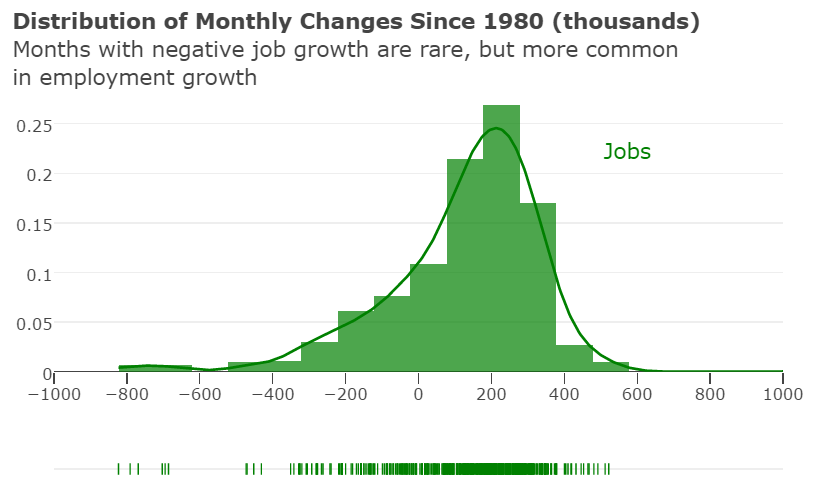 Distribution of Monthly Changes Since 1980 (thousands)
Months with negative job growth are rare, but more common
in employment growth
0.25
Jobs
0.2
0.15
0.1
0.05
0
−1000 −800 −600 −400 −200 0 200 400 600 800 1000